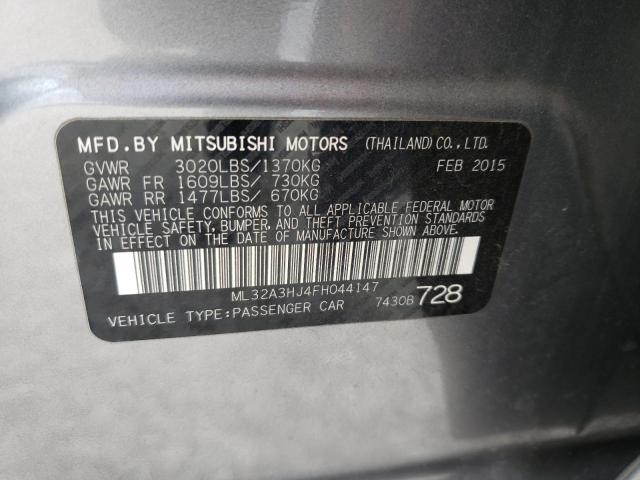 MFD.BY MITSUBISHI MOTORS (THAILAND)CO.,LTD.
GVWR 3020LBS/1370KG FEB 2015
GAWR FR 1609LBS/ 730KG
GAWR RR 1477LBS/ 670KG
THIS VEHICLE CONFORMS TO ALL APPLICABLE FEDERAL MOTOR
VEHICLE SAFETY, BUMPER, AND THEFT PREVENTION STANDARDS
IN EFFECT ON THE DATE OF MANUFACTURE SHOWN ABOVE.
ML32A3HJ4FH044147
7430B 728
VEHICLE TYPE:PASSENGER CAR